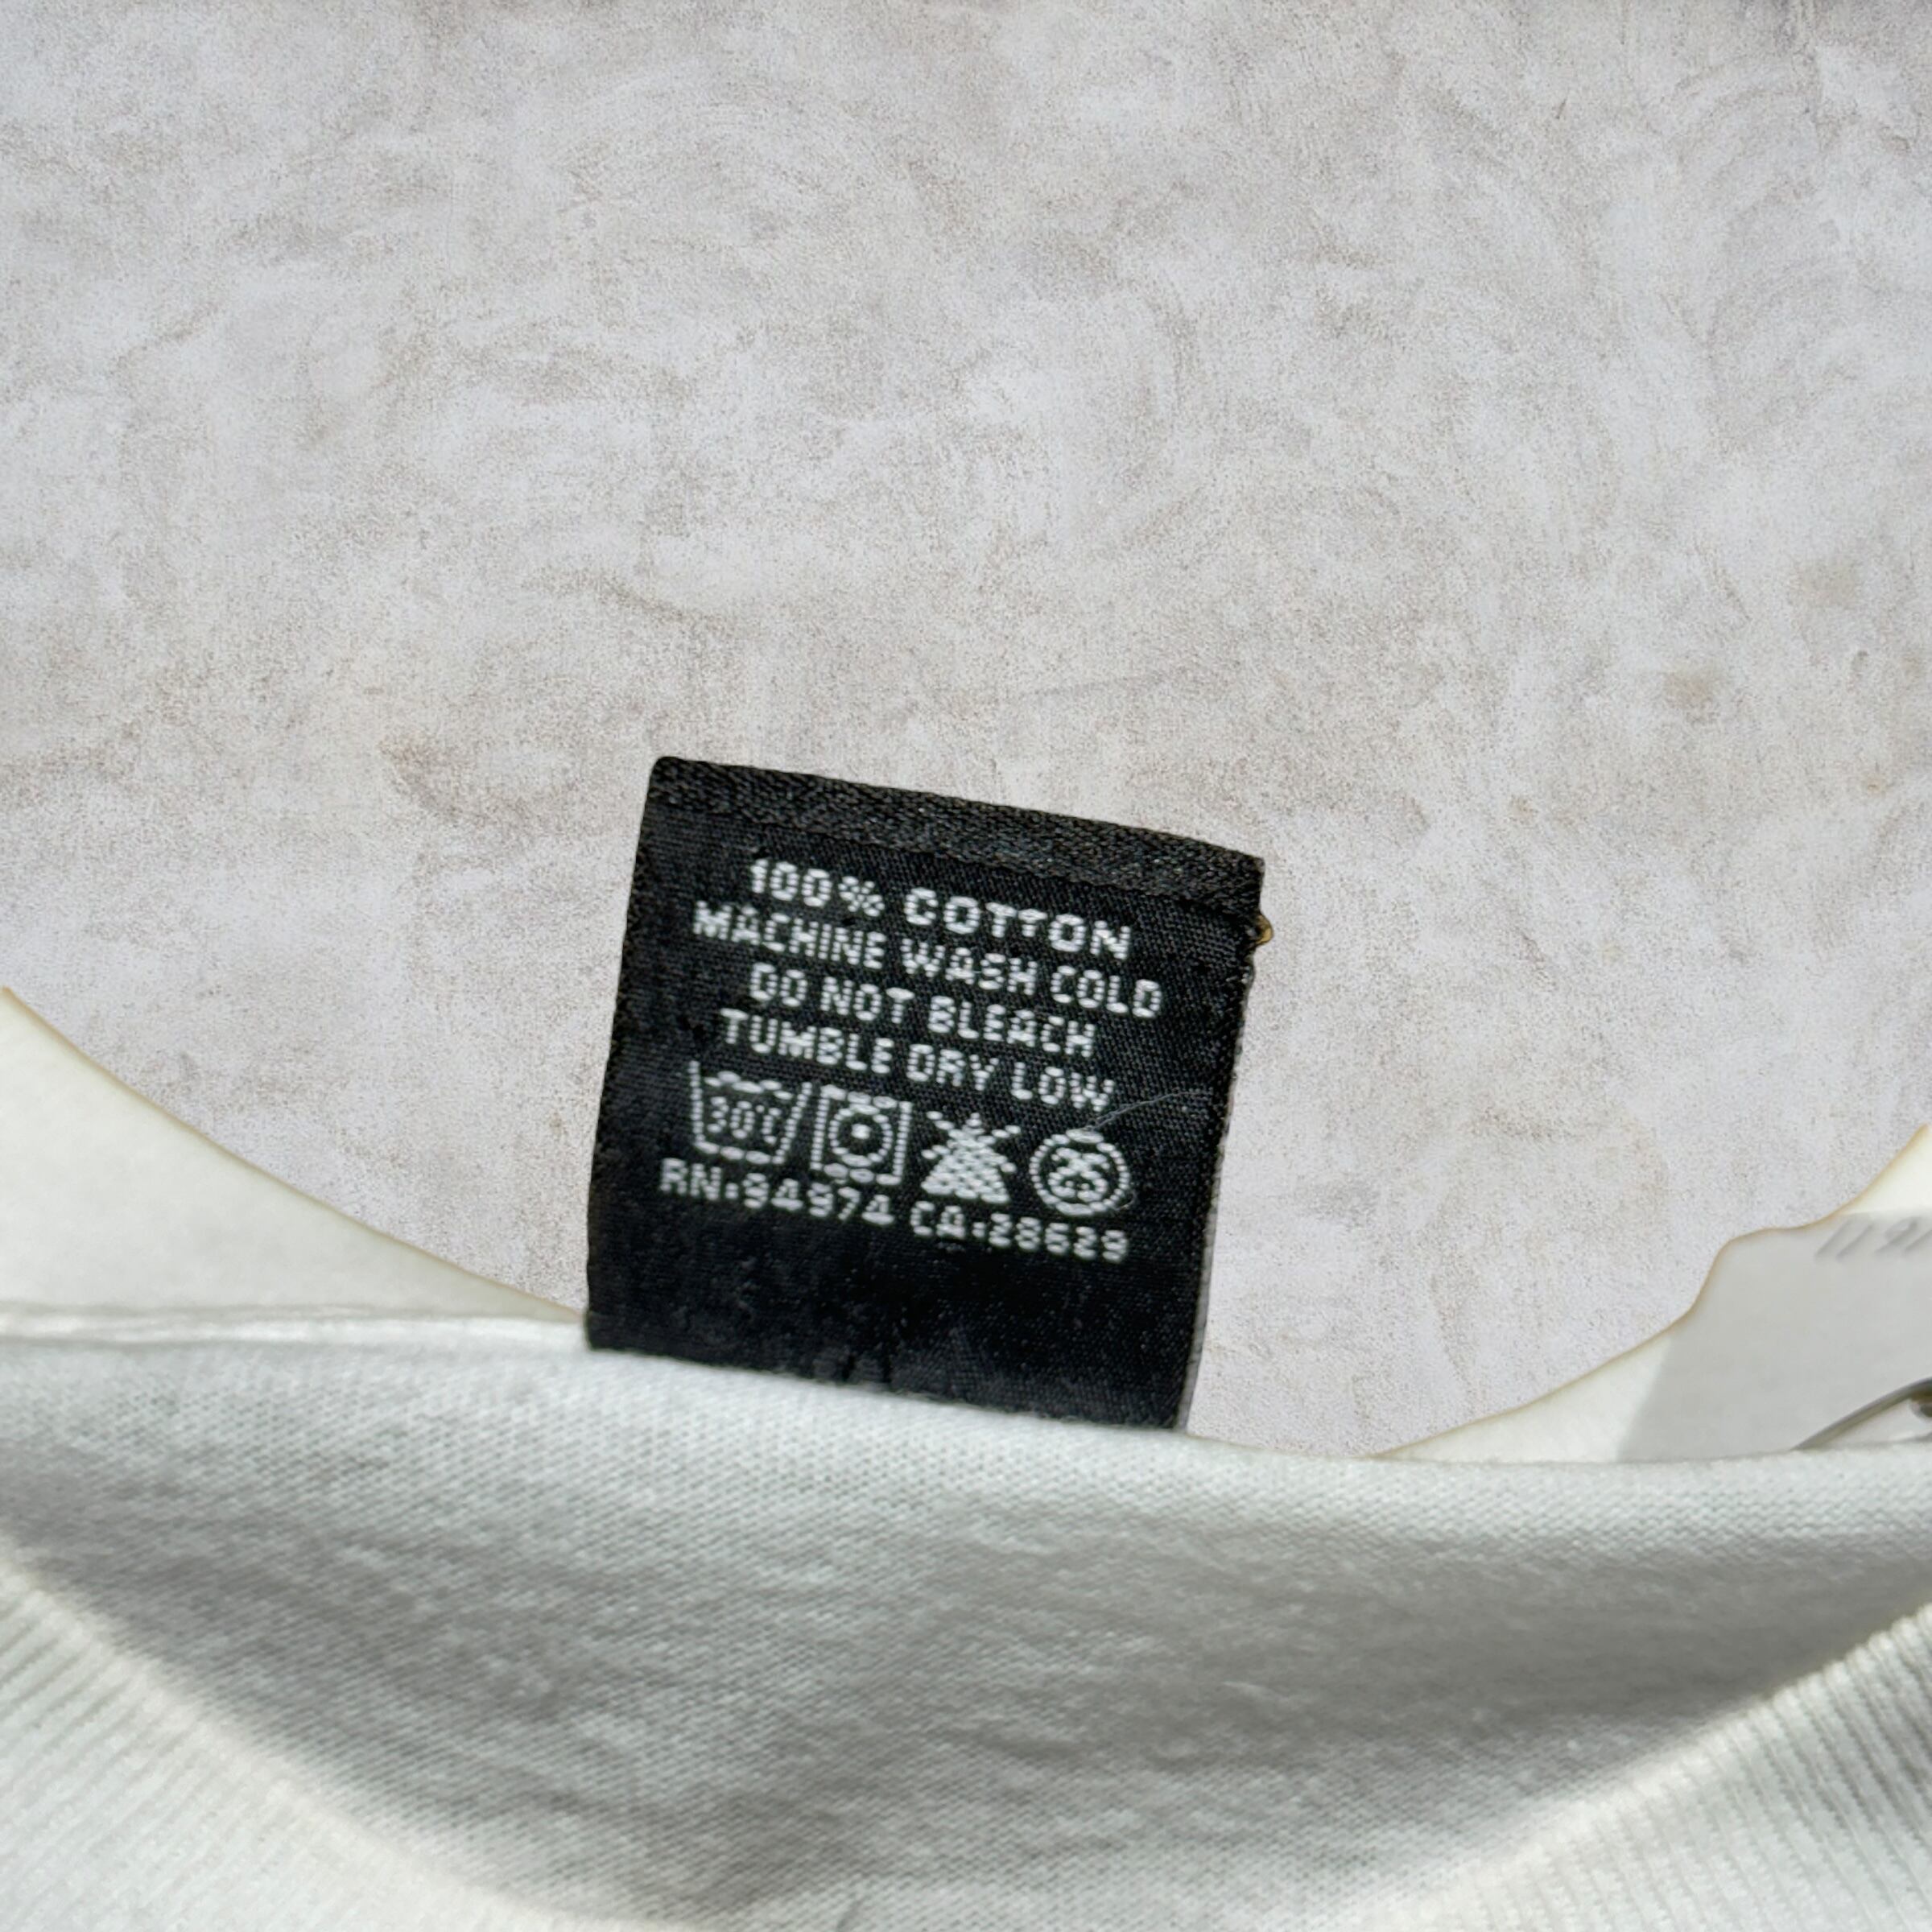 100% COTTON
MACHINE WASH COLD
DO NOT BLEACH
TUMBLE DRY LOW
30°C
RN:94974 CA:28629